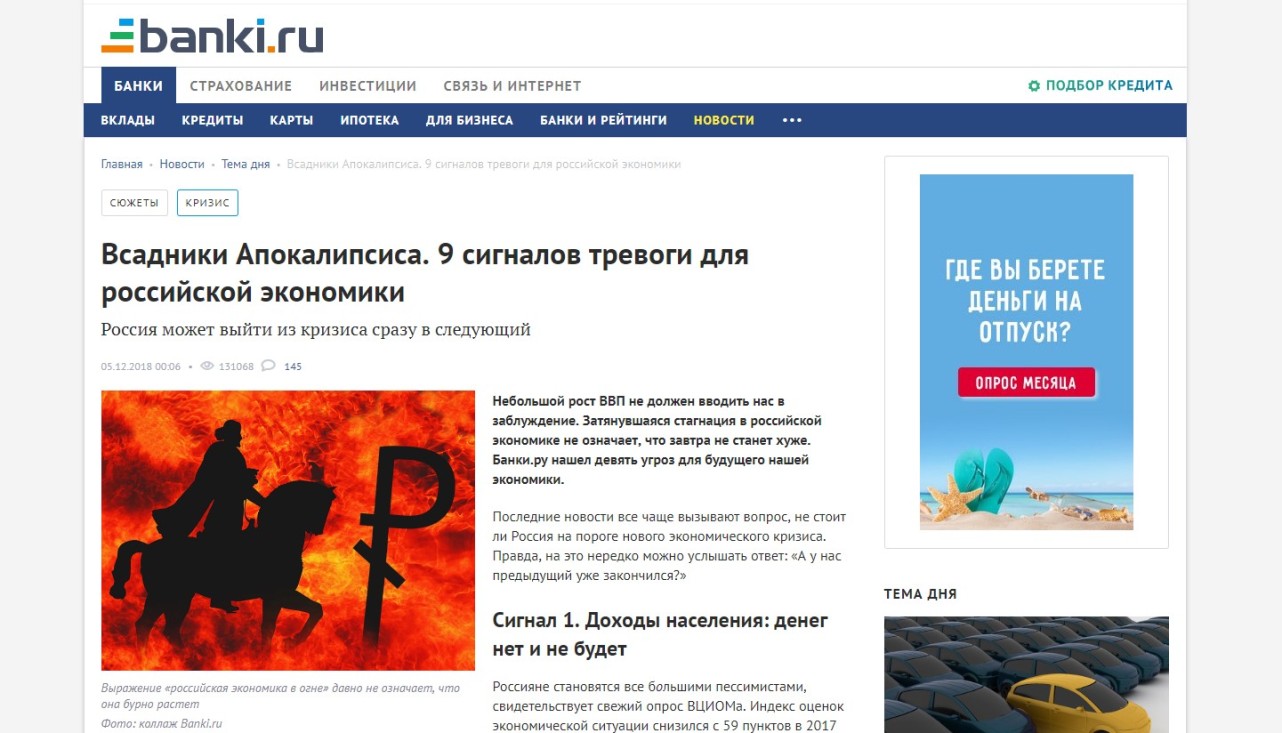 banki.ru
БАНКИ СТРАХОВАНИЕ ИНВЕСТИЦИИ СВЯЗЬ И ИНТЕРНЕТ ПОДБОР КРЕДИТА
ВКЛАДЫ КРЕДИТЫ КАРТЫ ИПОТЕКА ДЛЯ БИЗНЕСА БАНКИ И РЕЙТИНГИ НОВОСТИ •••
Главная • Новости • Тема дня • Всадники Апокалипсиса. 9 сигналов тревоги для российской экономики
СЮЖЕТЫ КРИЗИС
Всадники Апокалипсиса. 9 сигналов тревоги для
российской экономики
Россия может выйти из кризиса сразу в следующий
05.12.2018 00:06 • 131068 145
Выражение «российская экономика в огне» давно не означает, что
она бурно растет
Фото: коллаж Banki.ru
Небольшой рост ВВП не должен вводить нас в
заблуждение. Затянувшаяся стагнация в российской
экономике не означает, что завтра не станет хуже.
Банки.ру нашел девять угроз для будущего нашей
экономики.
Последние новости все чаще вызывают вопрос, не стоит
ли Россия на пороге нового экономического кризиса.
Правда, на это нередко можно услышать ответ: «А у нас
предыдущий уже закончился?»
Сигнал 1. Доходы населения: денег
нет и не будет
Россияне становятся все большими пессимистами,
свидетельствует свежий опрос ВЦИОМа. Индекс оценок
экономической ситуации снизился с 59 пунктов в 2017
ГДЕ ВЫ БЕРЕТЕ
ДЕНЬГИ НА
ОТПУСК?
ОПРОС МЕСЯЦА
ТЕМА ДНЯ